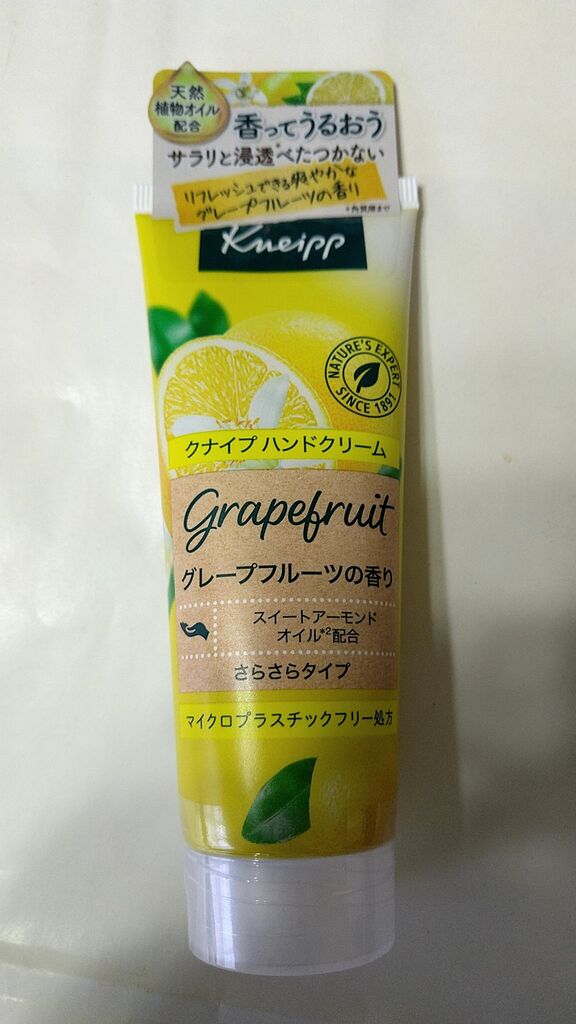 天然
植物オイル
配合
香ってうるおう
サラリと浸透*べたつかない
リフレッシュできる爽やかな
グレープフルーツの香り
*角質層まで
Kneipp
NATURE'S EXPERT
SINCE 1891
クナイプ ハンドクリーム
Grapefruit
グレープフルーツの香り
スイートアーモンド
オイル*2配合
さらさらタイプ
マイクロプラスチックフリー処方